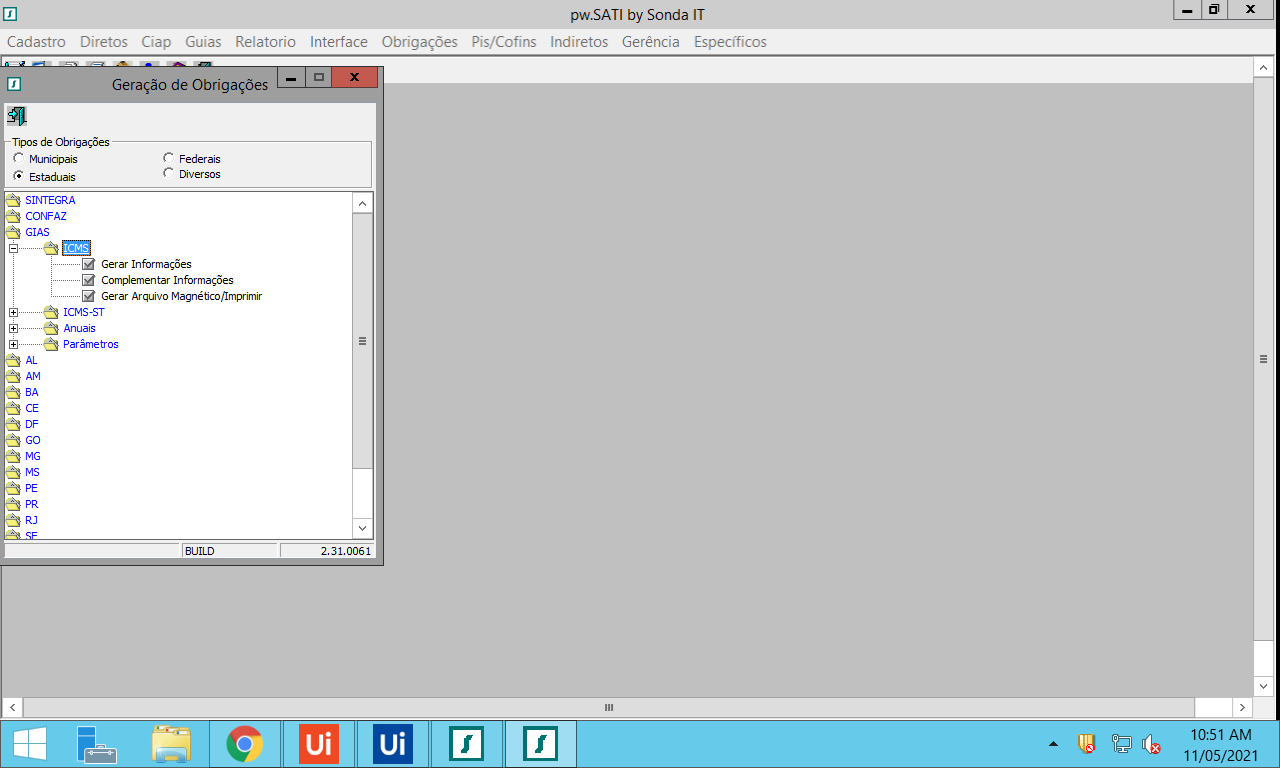 pw.SATI by Sonda IT
Cadastro Diretos Ciap Guias Relatorio Interface Obrigações Pis/Cofins Indiretos Gerência Específicos
Geração de Obrigações
Tipos de Obrigações
Municipais Federais
Estaduais Diversos
SINTEGRA
CONFAZ
GIAS
ICMS
Gerar Informações
Complementar Informações
Gerar Arquivo Magnético/Imprimir
ICMS-ST
Anuais
Parâmetros
AL
AM
BA
CE
DF
GO
MG
MS
PE
PR
RJ
BUILD 2.31.0061
Ui Ui
10:51 AM
11/05/2021